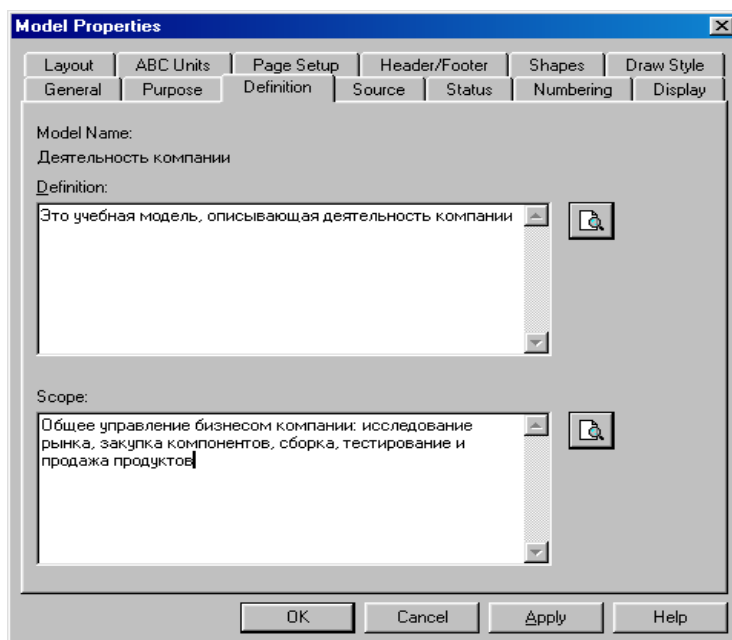 Model Properties
Layout ABC Units Page Setup Header/Footer Shapes Draw Style
General Purpose Definition Source Status Numbering Display
Model Name:
Деятельность компании
Definition:
Это учебная модель, описывающая деятельность компании
Scope:
Общее управление бизнесом компании: исследование
рынка, закупка компонентов, сборка, тестирование и
продажа продуктов
OK Cancel Apply Help